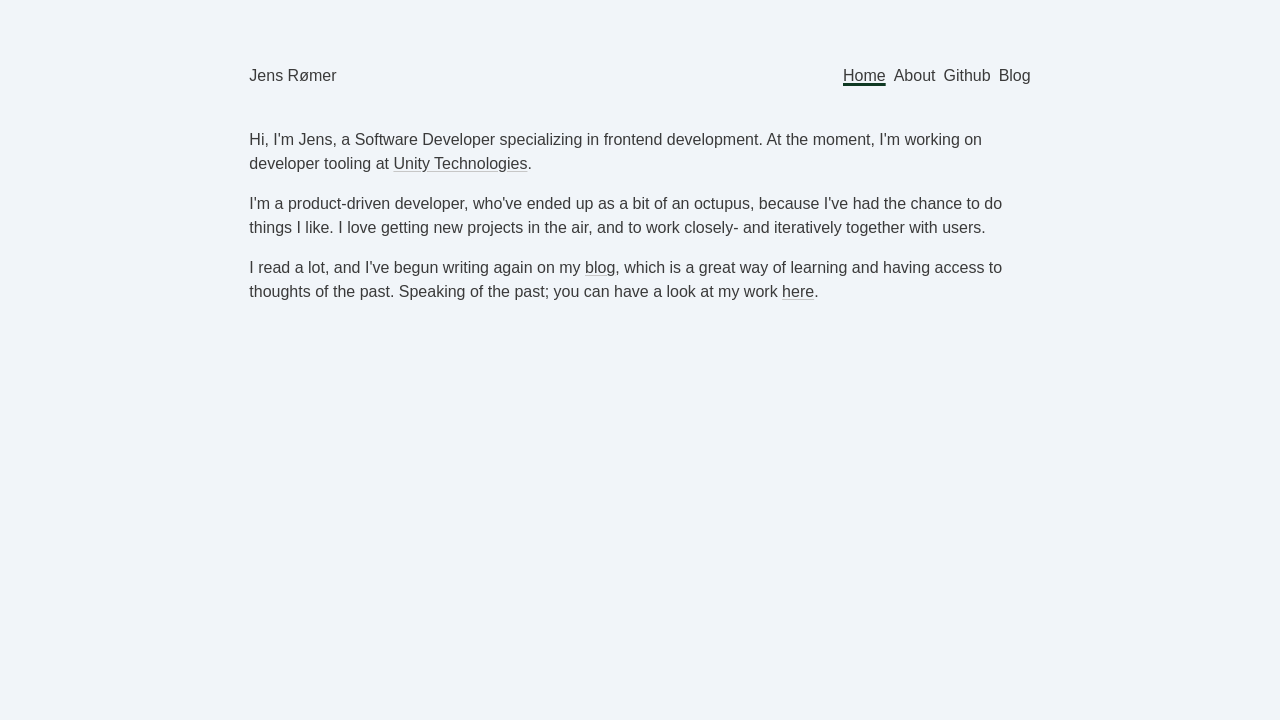 Jens Rømer
Home About Github Blog
Hi, I'm Jens, a Software Developer specializing in frontend development. At the moment, I'm working on
developer tooling at Unity Technologies.
I'm a product-driven developer, who've ended up as a bit of an octupus, because I've had the chance to do
things I like. I love getting new projects in the air, and to work closely- and iteratively together with users.
I read a lot, and I've begun writing again on my blog, which is a great way of learning and having access to
thoughts of the past. Speaking of the past; you can have a look at my work here.